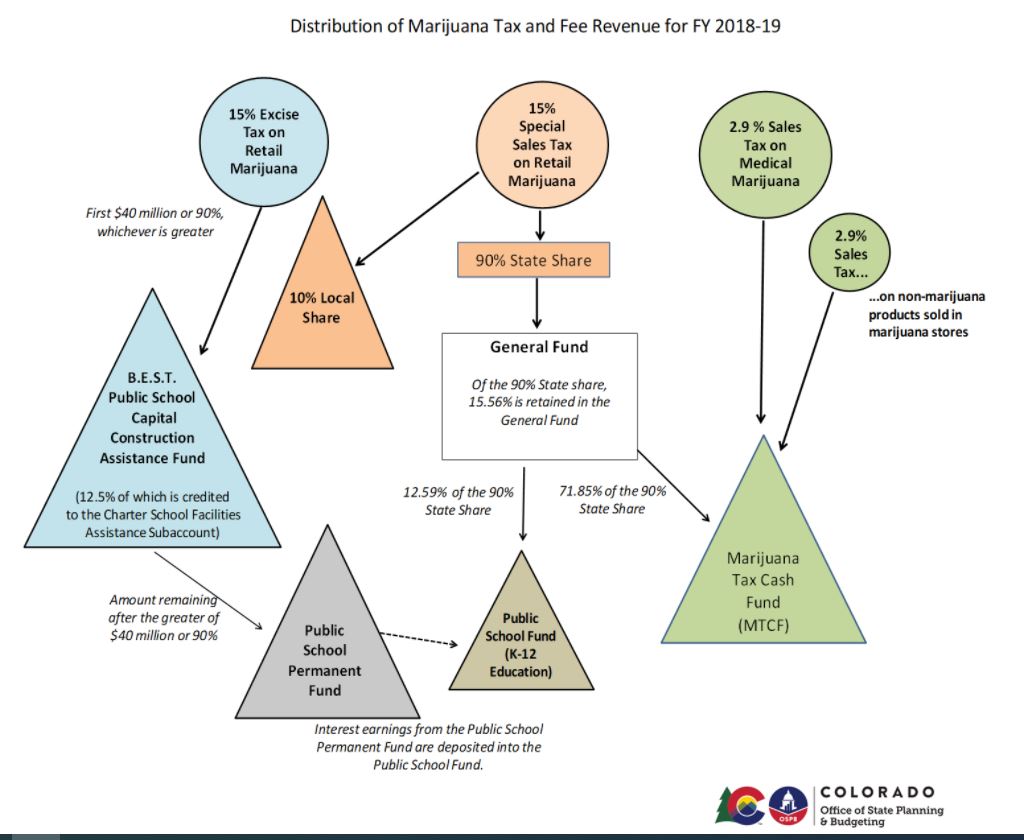 Distribution of Marijuana Tax and Fee Revenue for FY 2018-19
15% Excise
Tax on
Retail
Marijuana
15%
Special
Sales Tax
on Retail
Marijuana
2.9 % Sales
Tax on
Medical
Marijuana
First $40 million or 90%,
whichever is greater
2.9%
Sales
Tax...
...on non-marijuana
products sold in
marijuana stores
90% State Share
10% Local
Share
General Fund
Of the 90% State share,
15.56% is retained in the
General Fund
B.E.S.T.
Public School
Capital
Construction
Assistance Fund
(12.5% of which is credited
to the Charter School Facilities
Assistance Subaccount)
12.59% of the 90%
State Share
71.85% of the 90%
State Share
Marijuana
Tax Cash
Fund
(MTCF)
Amount remaining
after the greater of
$40 million or 90%
Public
School
Permanent
Fund
Public
School Fund
(K-12
Education)
Interest earnings from the Public School
Permanent Fund are deposited into the
Public School Fund.
OSPB
COLORADO
Office of State Planning
& Budgeting